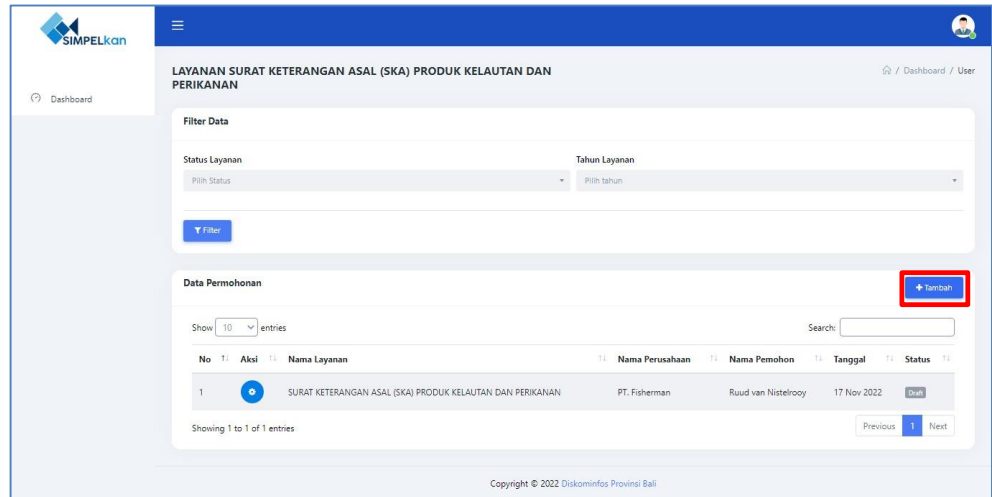 SIMPELkan
LAYANAN SURAT KETERANGAN ASAL (SKA) PRODUK KELAUTAN DAN
PERIKANAN
/ Dashboard / User
Dashboard
Filter Data
Status Layanan
Tahun Layanan
Pilih Status
Pilih tahun
Filter
Data Permohonan
+ Tambah
Show 10 entries
Search:
No Aksi Nama Layanan Nama Perusahaan Nama Pemohon Tanggal Status
1 SURAT KETERANGAN ASAL (SKA) PRODUK KELAUTAN DAN PERIKANAN PT. Fisherman Ruud van Nistelrooy 17 Nov 2022 Draft
Showing 1 to 1 of 1 entries
Previous 1 Next
Copyright © 2022 Diskominfos Provinsi Bali